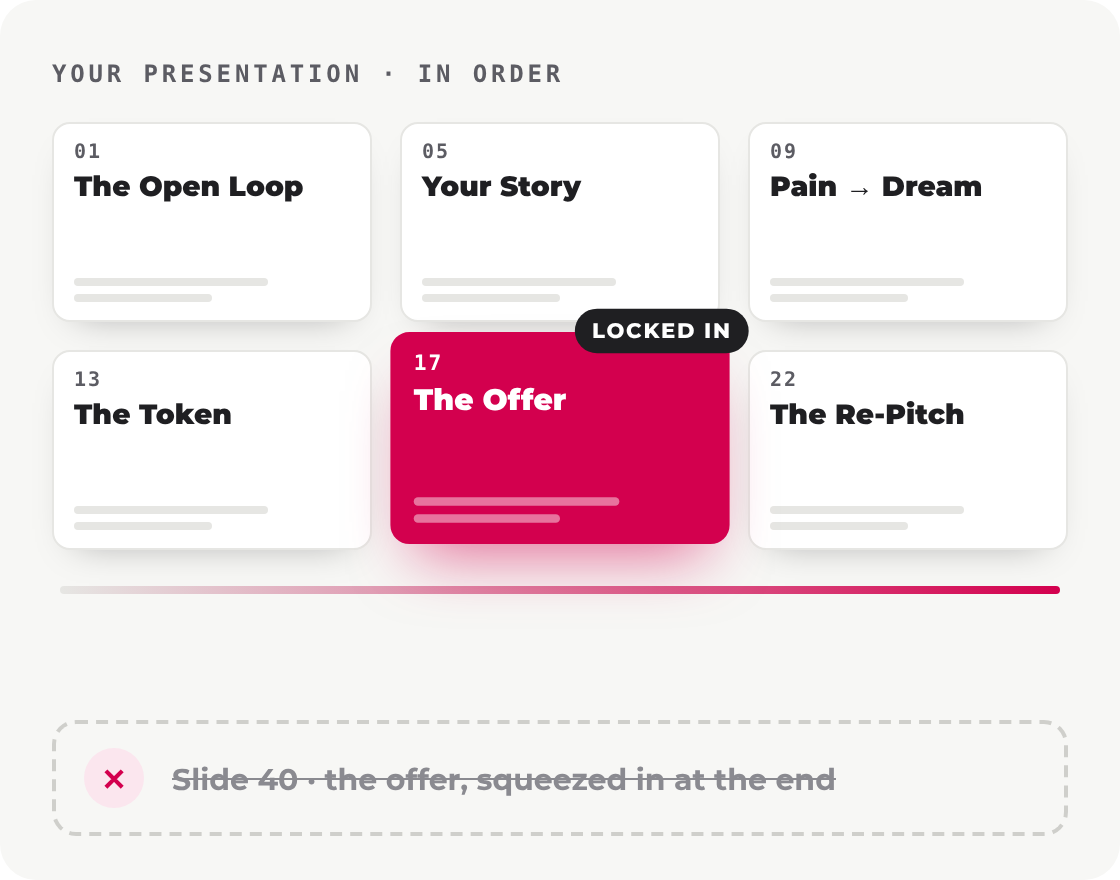 YOUR PRESENTATION · IN ORDER
01
The Open Loop
05
Your Story
09
Pain → Dream
13
The Token
LOCKED IN
17
The Offer
22
The Re-Pitch
✕
Slide 40 · the offer, squeezed in at the end